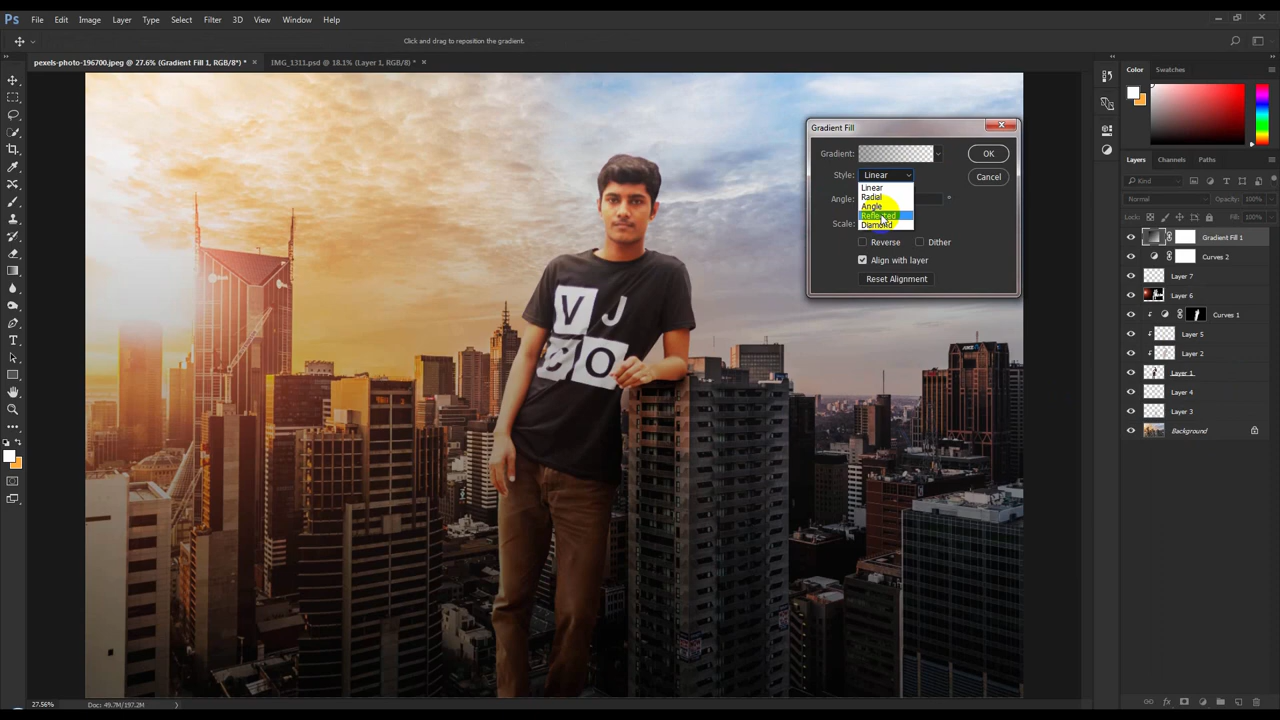 Ps File Edit Image Layer Type Select Filter 3D View Window Help
Click and drag to reposition the gradient.
pexels-photo-196700.jpeg @ 27.6% (Gradient Fill 1, RGB/8*) * × IMG_1311.psd @ 18.1% (Layer 1, RGB/8) * ×
Color Swatches
Gradient Fill
Gradient:
OK
Style: Linear
Cancel
Linear
Radial
Angle
Reflected
Diamond
Angle:
°
Scale:
Reverse Dither
Align with layer
Reset Alignment
V J
O
Layers Channels Paths
Kind
Normal Opacity: 100%
Lock: Fill: 100%
Gradient Fill 1
Curves 2
Layer 7
Layer 6
Curves 1
Layer 5
Layer 2
Layer 1
Layer 4
Layer 3
Background
27.56% Doc: 49.7M/197.2M